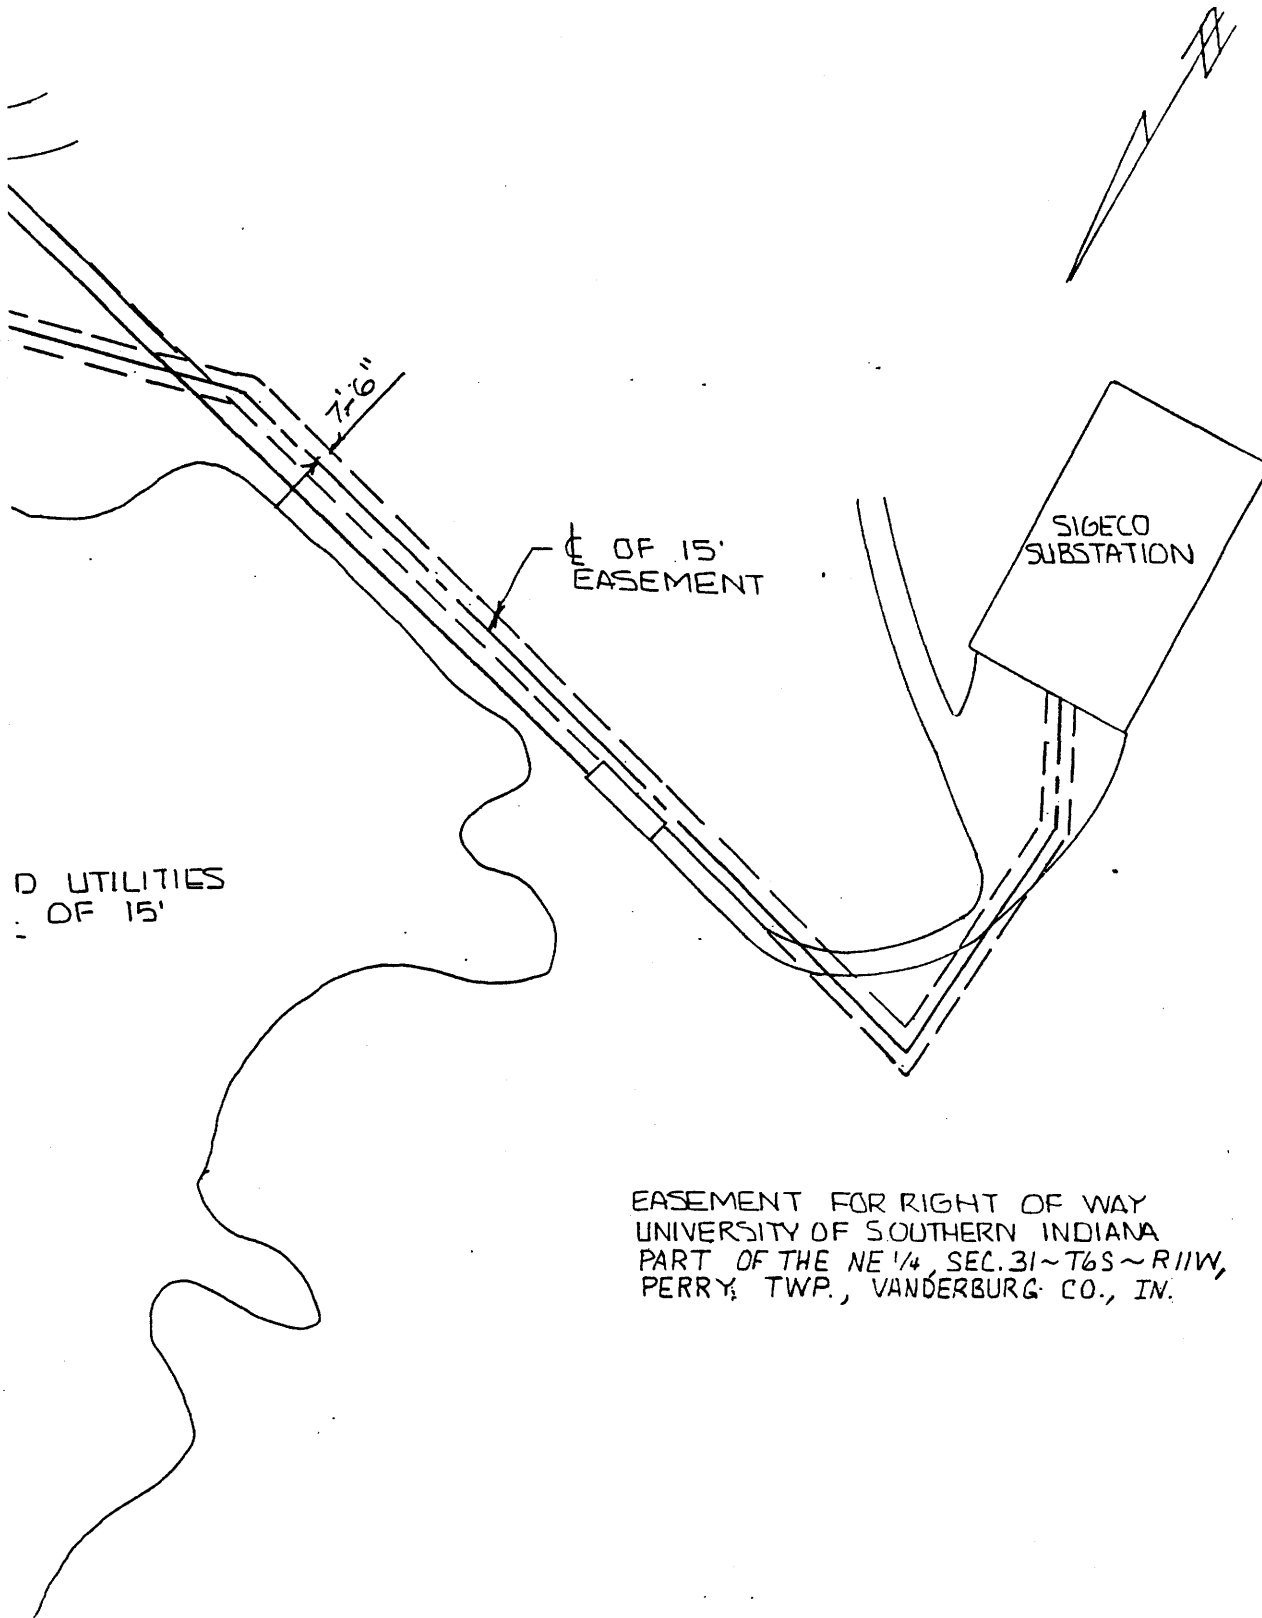 N
7'-6"
℄ OF 15'
EASEMENT
SIGECO
SUBSTATION
D UTILITIES
OF 15'
EASEMENT FOR RIGHT OF WAY
UNIVERSITY OF SOUTHERN INDIANA
PART OF THE NE 1/4, SEC. 31~T6S~R11W,
PERRY, TWP., VANDERBURG CO., IN.